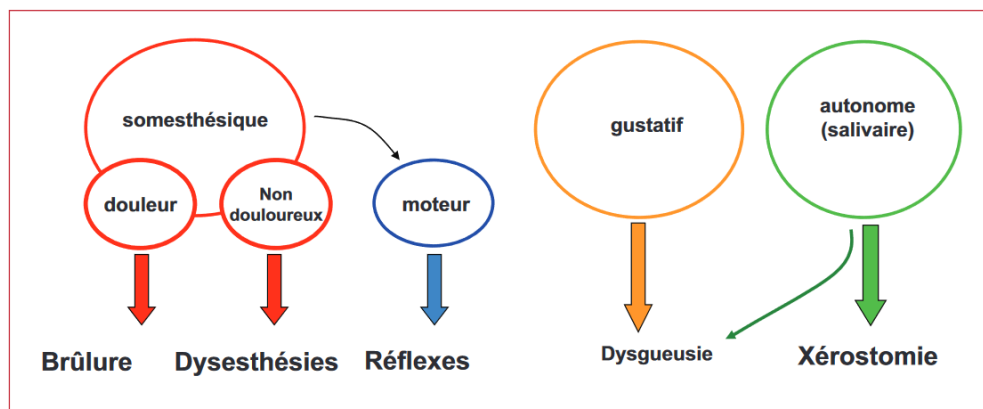 somesthésique
douleur
Non
douloureux
moteur
gustatif
autonome
(salivaire)
Brûlure
Dysesthésies
Réflexes
Dysgueusie
Xérostomie